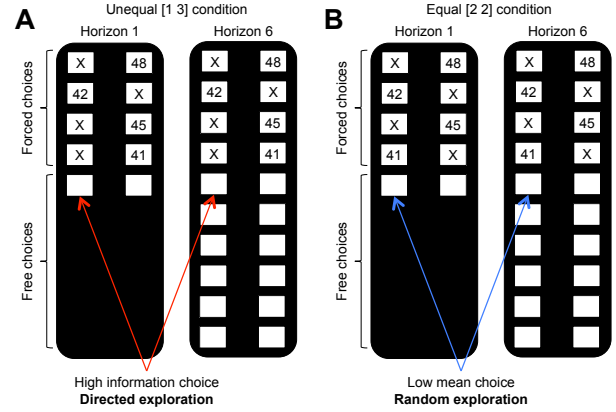 A
Unequal [1 3] condition
Horizon 1
Horizon 6
Forced choices
X 48
42 X
X 45
X 41
X 48
42 X
X 45
X 41
Free choices
High information choice
Directed exploration
B
Equal [2 2] condition
Horizon 1
Horizon 6
Forced choices
X 48
42 X
X 45
41 X
X 48
42 X
X 45
41 X
Free choices
Low mean choice
Random exploration